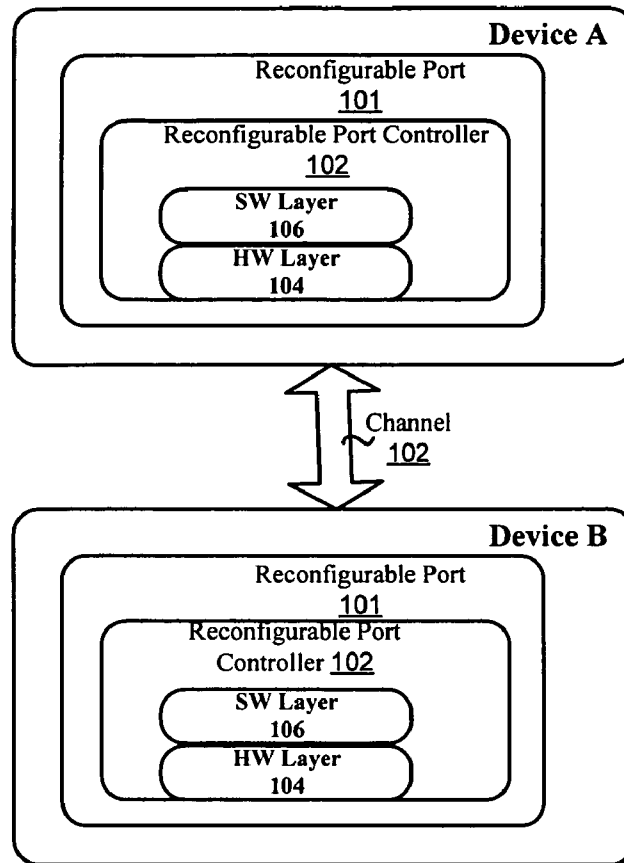 Device A
Reconfigurable Port
101
Reconfigurable Port Controller
102
SW Layer
106
HW Layer
104
Channel
102
Device B
Reconfigurable Port
101
Reconfigurable Port
Controller 102
SW Layer
106
HW Layer
104